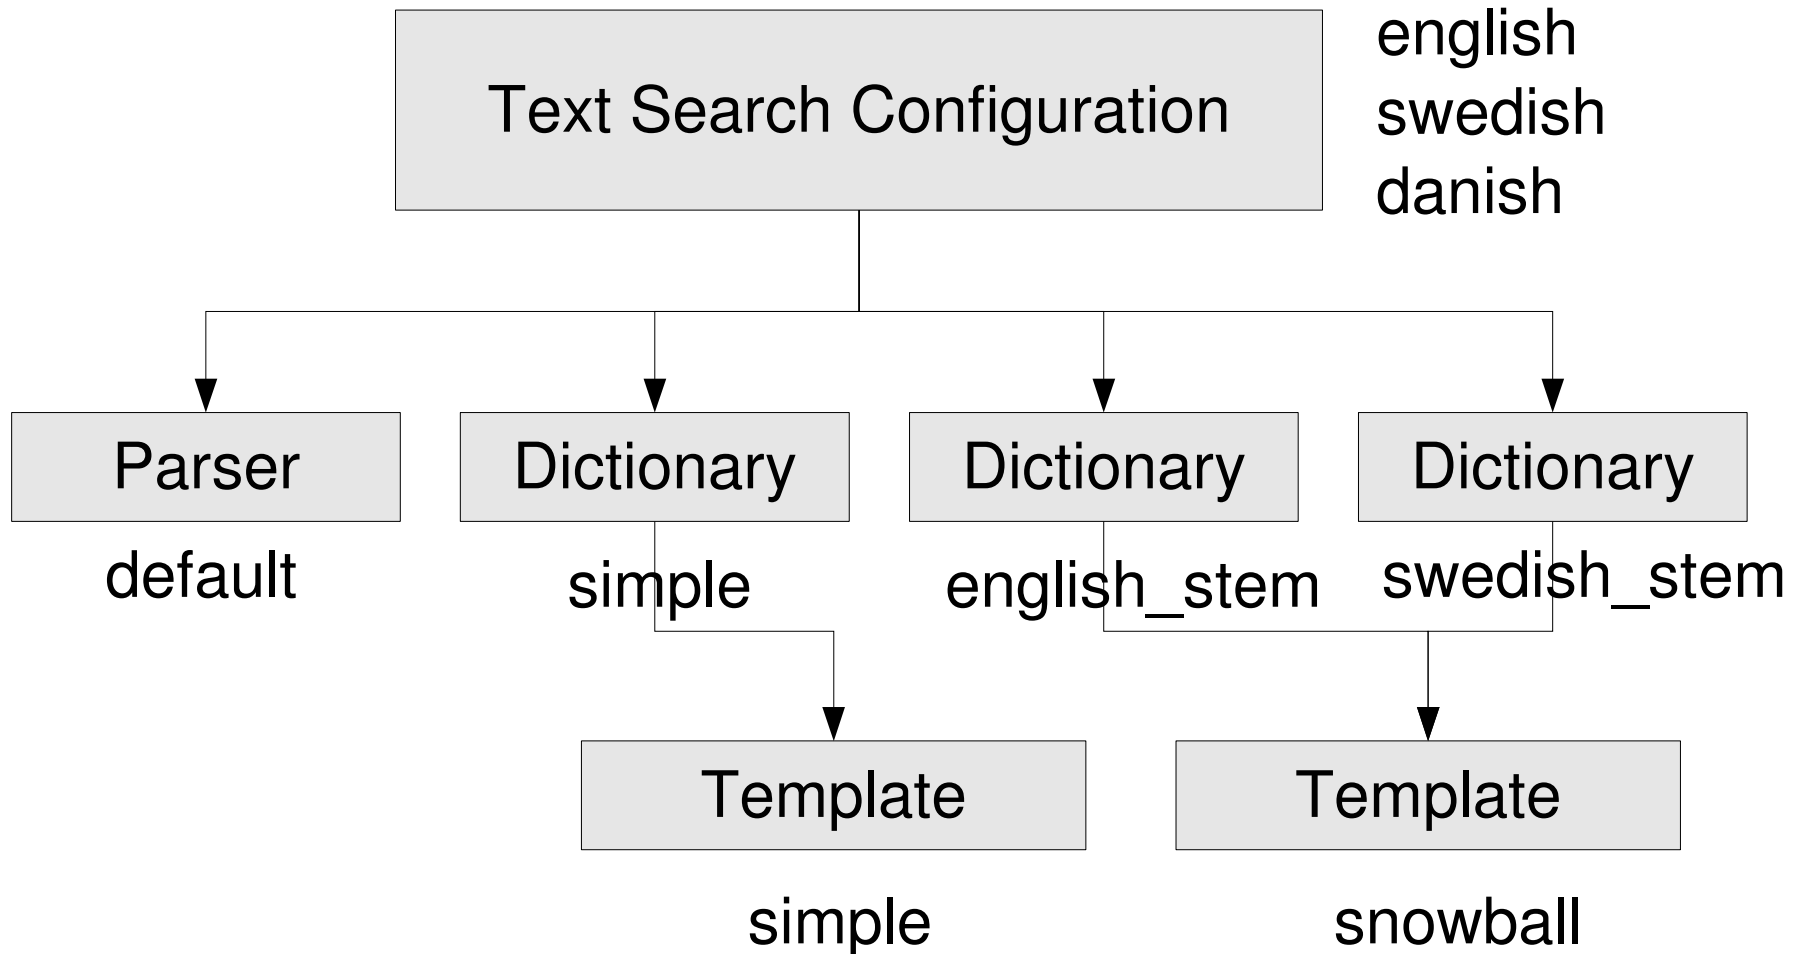 Text Search Configuration
english
swedish
danish
Parser
Dictionary
Dictionary
Dictionary
default
simple
english_stem
swedish_stem
Template
Template
simple
snowball